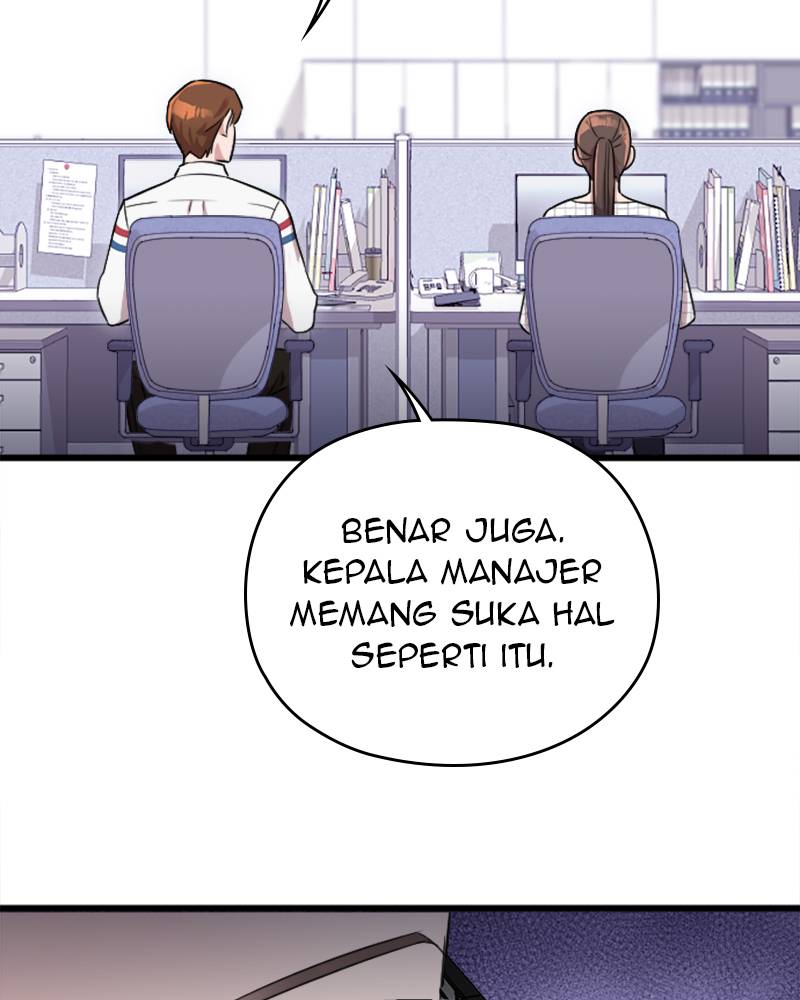 BENAR JUGA.
KEPALA MANAJER
MEMANG SUKA HAL
SEPERTI ITU.